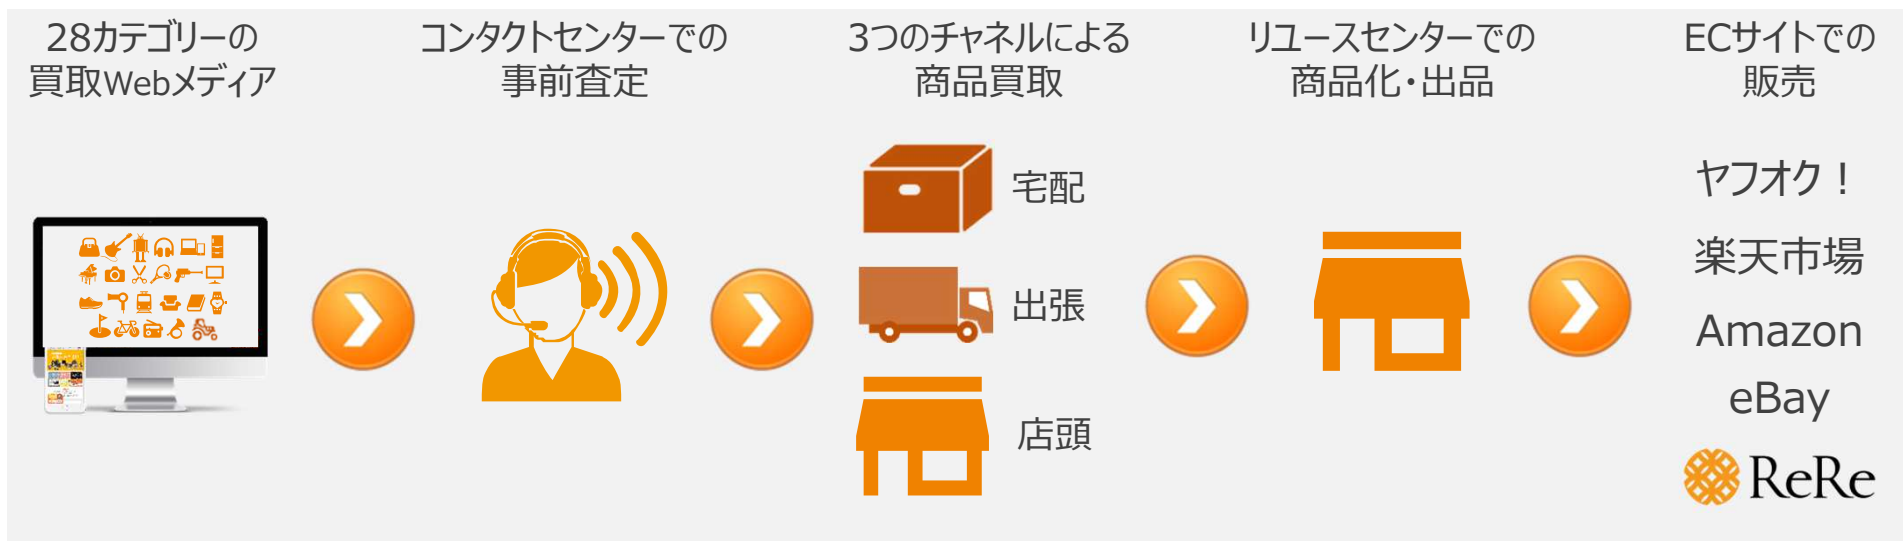 28カテゴリーの
買取Webメディア
コンタクトセンターでの
事前査定
3つのチャネルによる
商品買取
宅配
出張
店頭
リユースセンターでの
商品化・出品
ECサイトでの
販売
ヤフオク！
楽天市場
Amazon
eBay
ReRe